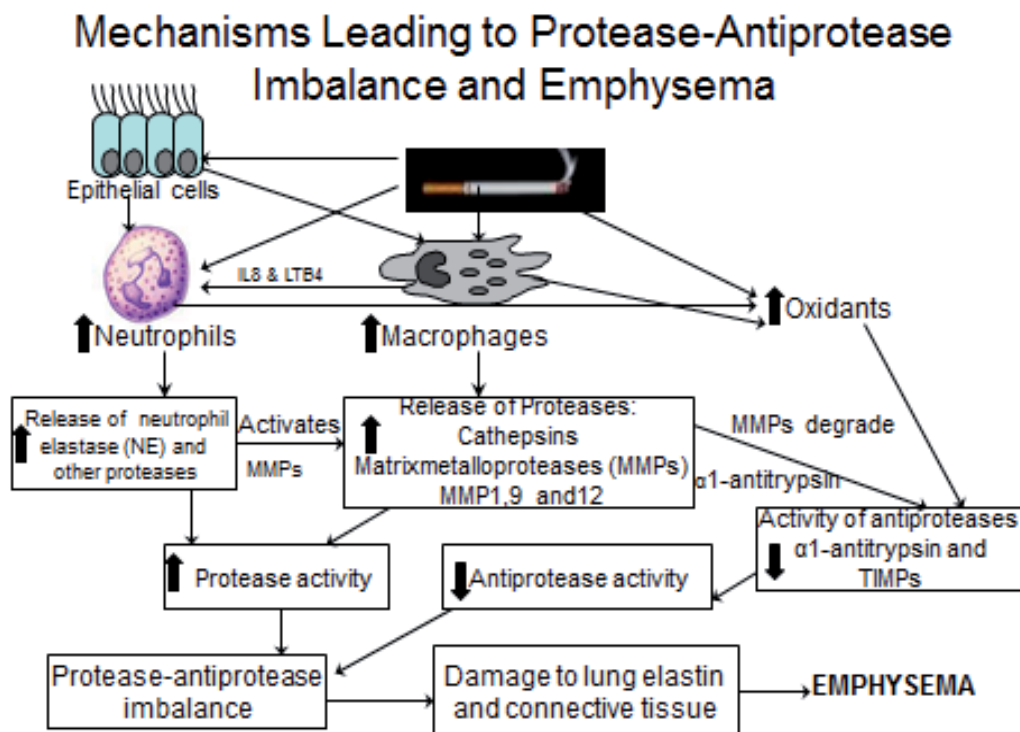 Mechanisms Leading to Protease-Antiprotease
Imbalance and Emphysema
Epithelial cells
IL8 & LTB4
Neutrophils
Macrophages
Oxidants
Release of neutrophil
elastase (NE) and
other proteases
Activates
MMPs
Release of Proteases:
Cathepsins
Matrixmetalloproteases (MMPs)
MMP1,9 and12
MMPs degrade
α1-antitrypsin
Activity of antiproteases
α1-antitrypsin and
TIMPs
Protease activity
Antiprotease activity
Protease-antiprotease
imbalance
Damage to lung elastin
and connective tissue
EMPHYSEMA